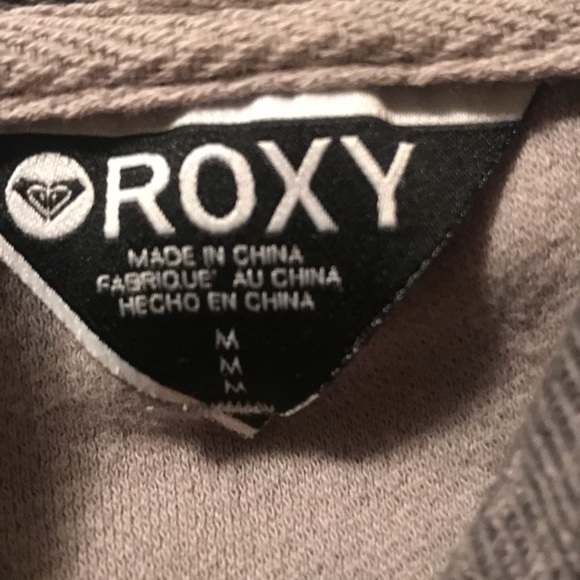 ROXY
MADE IN CHINA
FABRIQUE' AU CHINA
HECHO EN CHINA
M
M
M